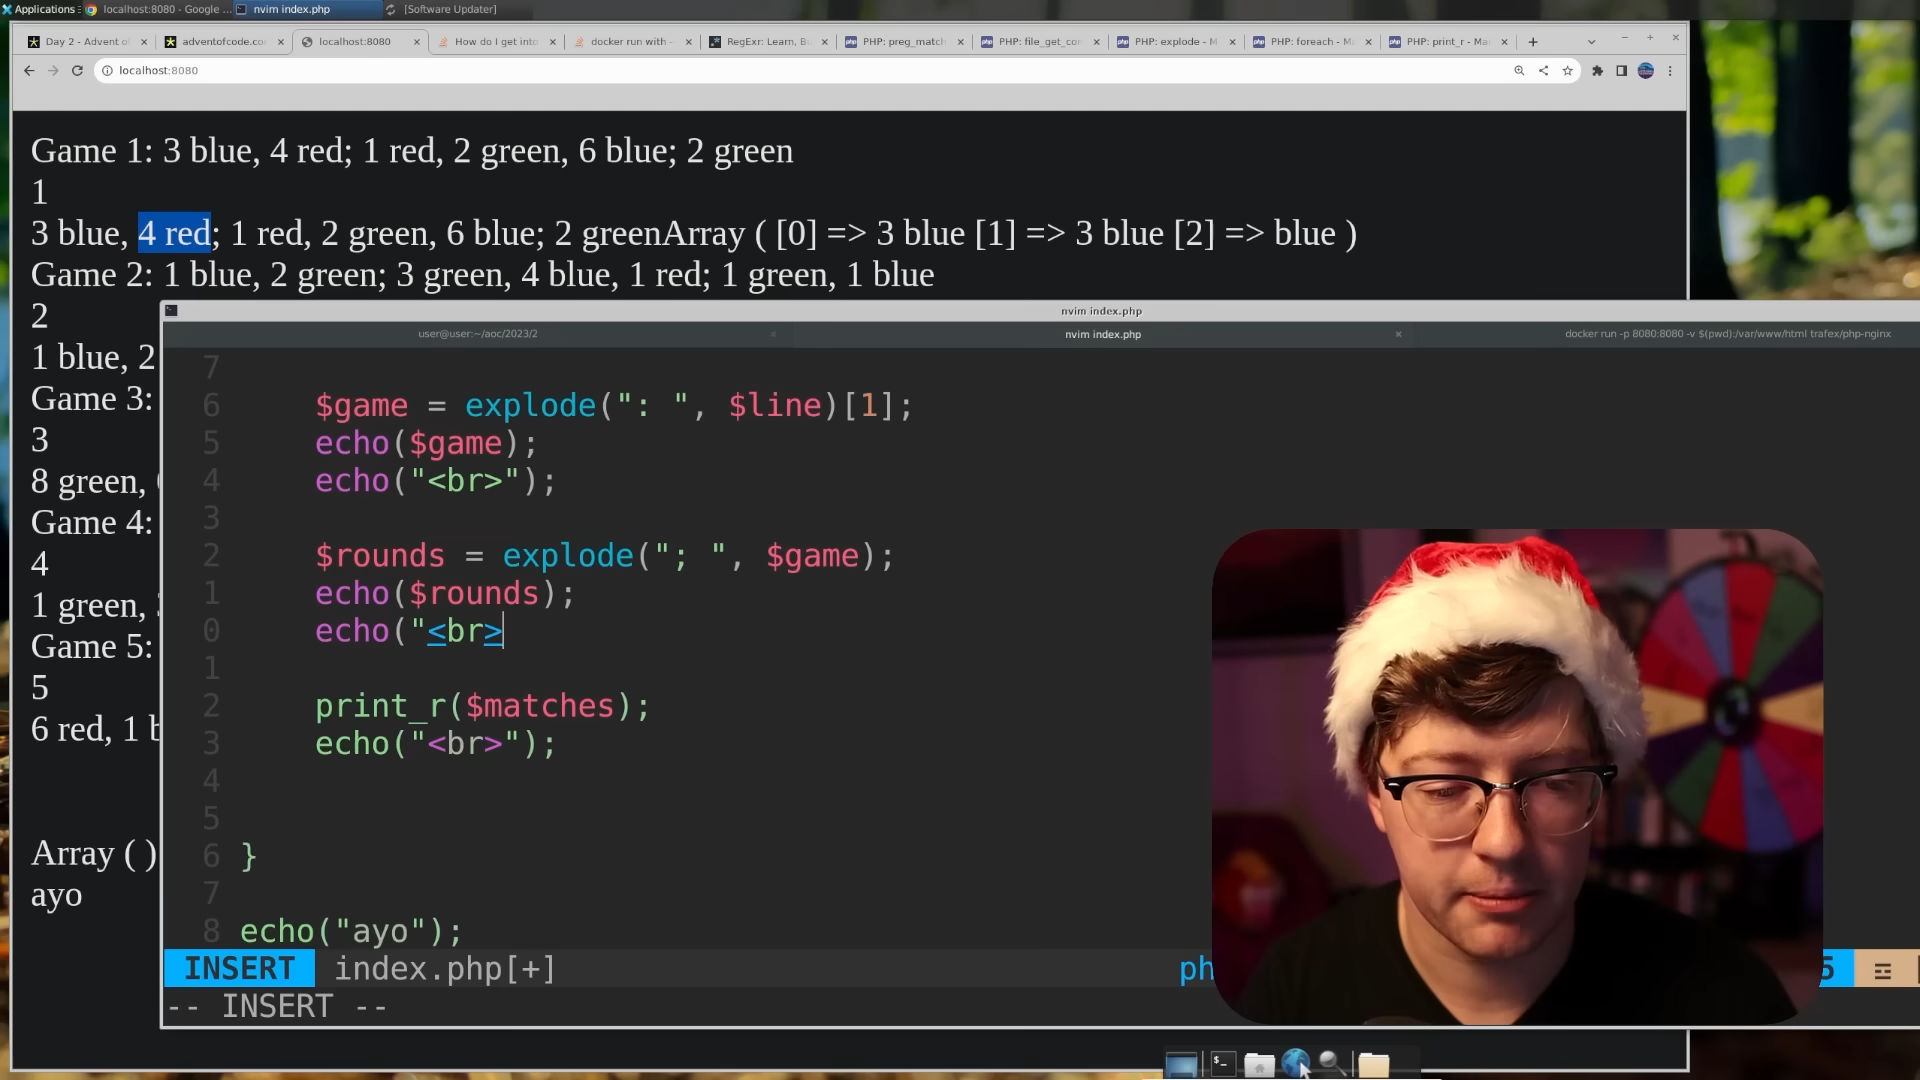 Applications
localhost:8080 - Google ...
nvim index.php
[Software Updater]
Day 2 - Advent of
adventofcode.co
localhost:8080
How do I get into
docker run with -
RegExr: Learn, B
PHP: preg_match
PHP: file_get_con
PHP: explode - M
PHP: foreach - M
PHP: print_r - Ma
localhost:8080
Game 1: 3 blue, 4 red; 1 red, 2 green, 6 blue; 2 green
1
3 blue, 4 red; 1 red, 2 green, 6 blue; 2 greenArray ( [0] => 3 blue [1] => 3 blue [2] => blue )
Game 2: 1 blue, 2 green; 3 green, 4 blue, 1 red; 1 green, 1 blue
2
1 blue, 2
Game 3:
3
8 green,
Game 4:
4
1 green,
Game 5:
5
6 red, 1 b
Array ( )
ayo
nvim index.php
user@user:~/aoc/2023/2
nvim index.php
docker run -p 8080:8080 -v $(pwd):/var/www/html trafex/php-nginx
7
6 $game = explode(": ", $line)[1];
5 echo($game);
4 echo("<br>");
3
2 $rounds = explode("; ", $game);
1 echo($rounds);
0 echo("<br>
1
2 print_r($matches);
3 echo("<br>");
4
5
6 }
7
8 echo("ayo");
INSERT index.php[+] ph
-- INSERT --